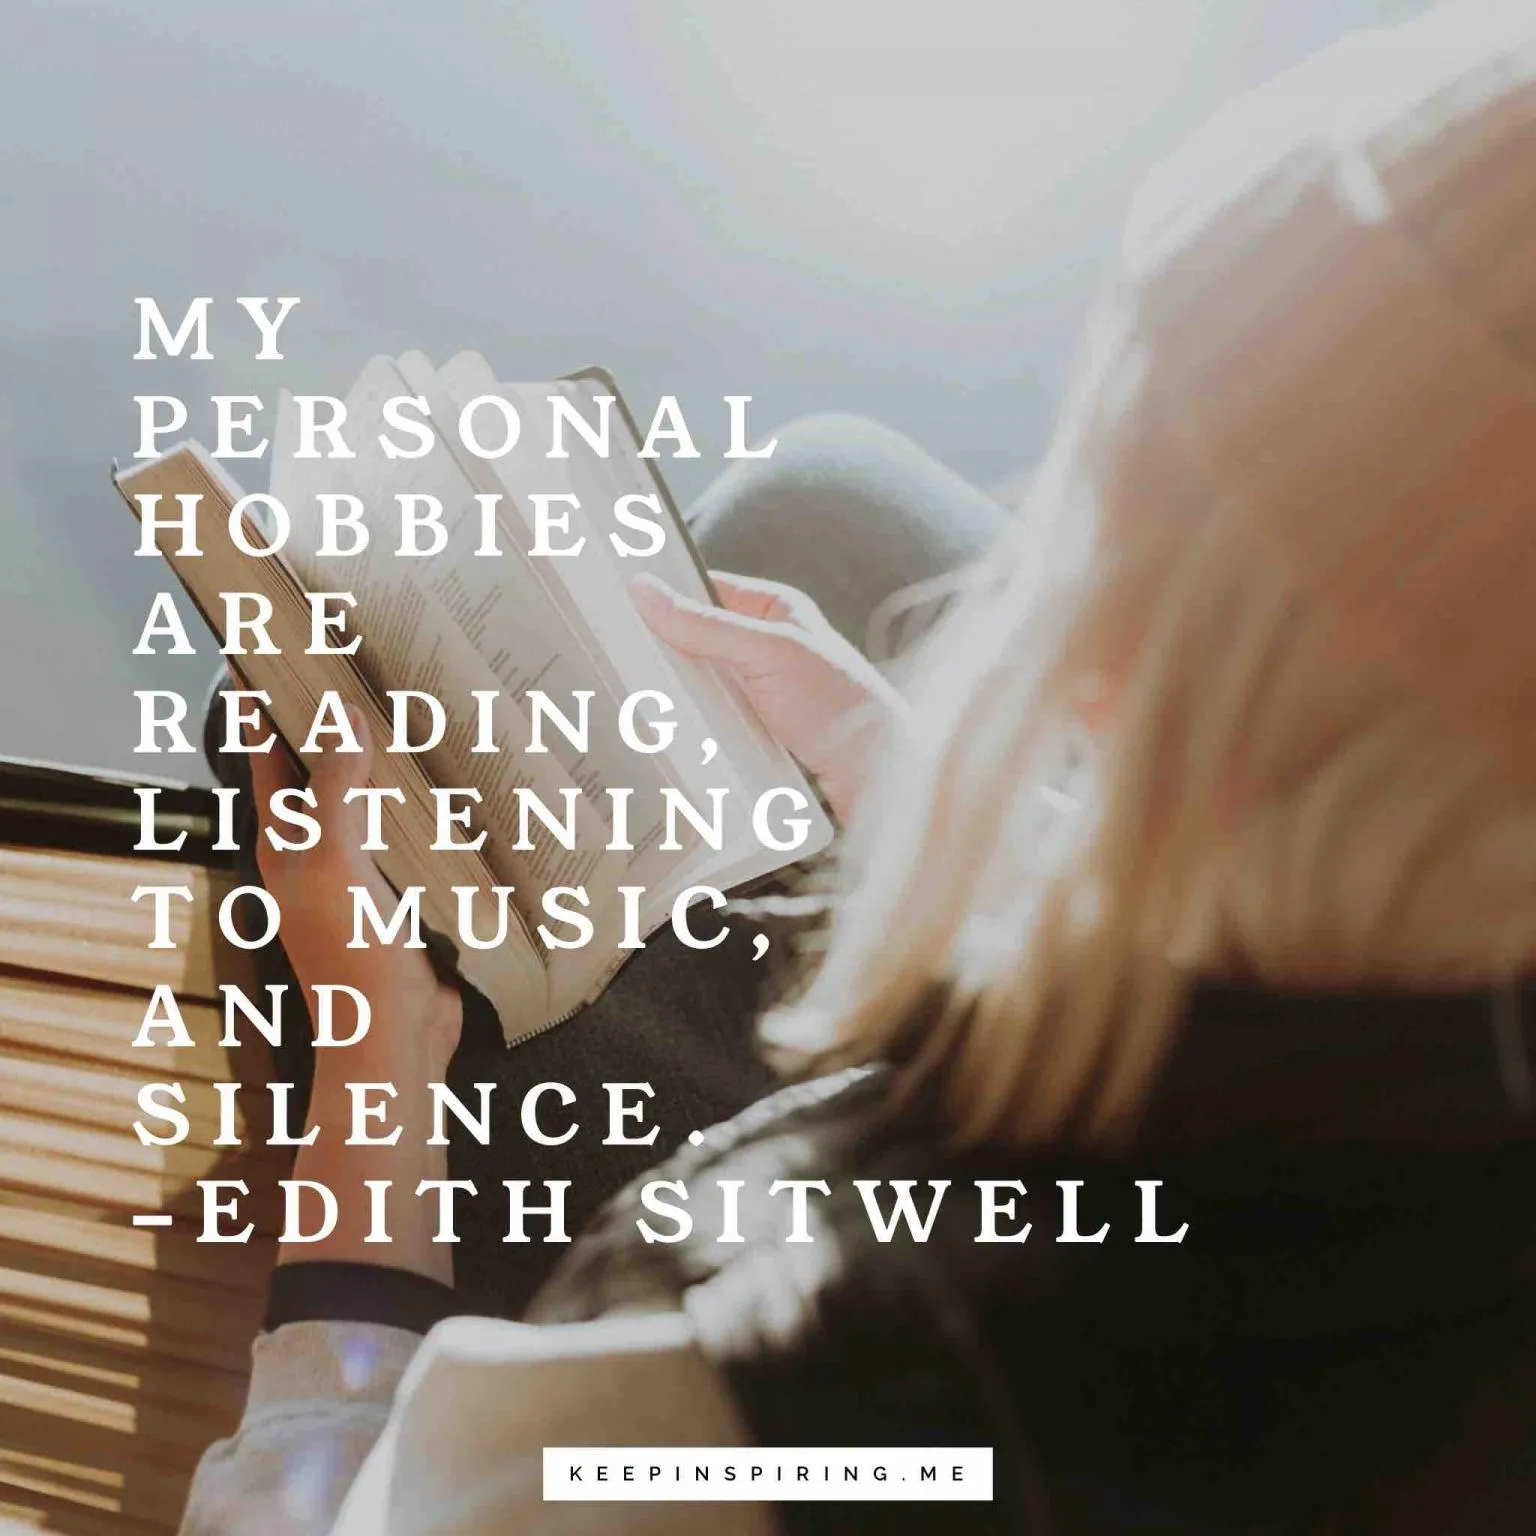 MY
PERSONAL
HOBBIES
ARE
READING,
LISTENING
TO MUSIC,
AND
SILENCE.
–EDITH SITWELL
KEEPINSPIRING.ME